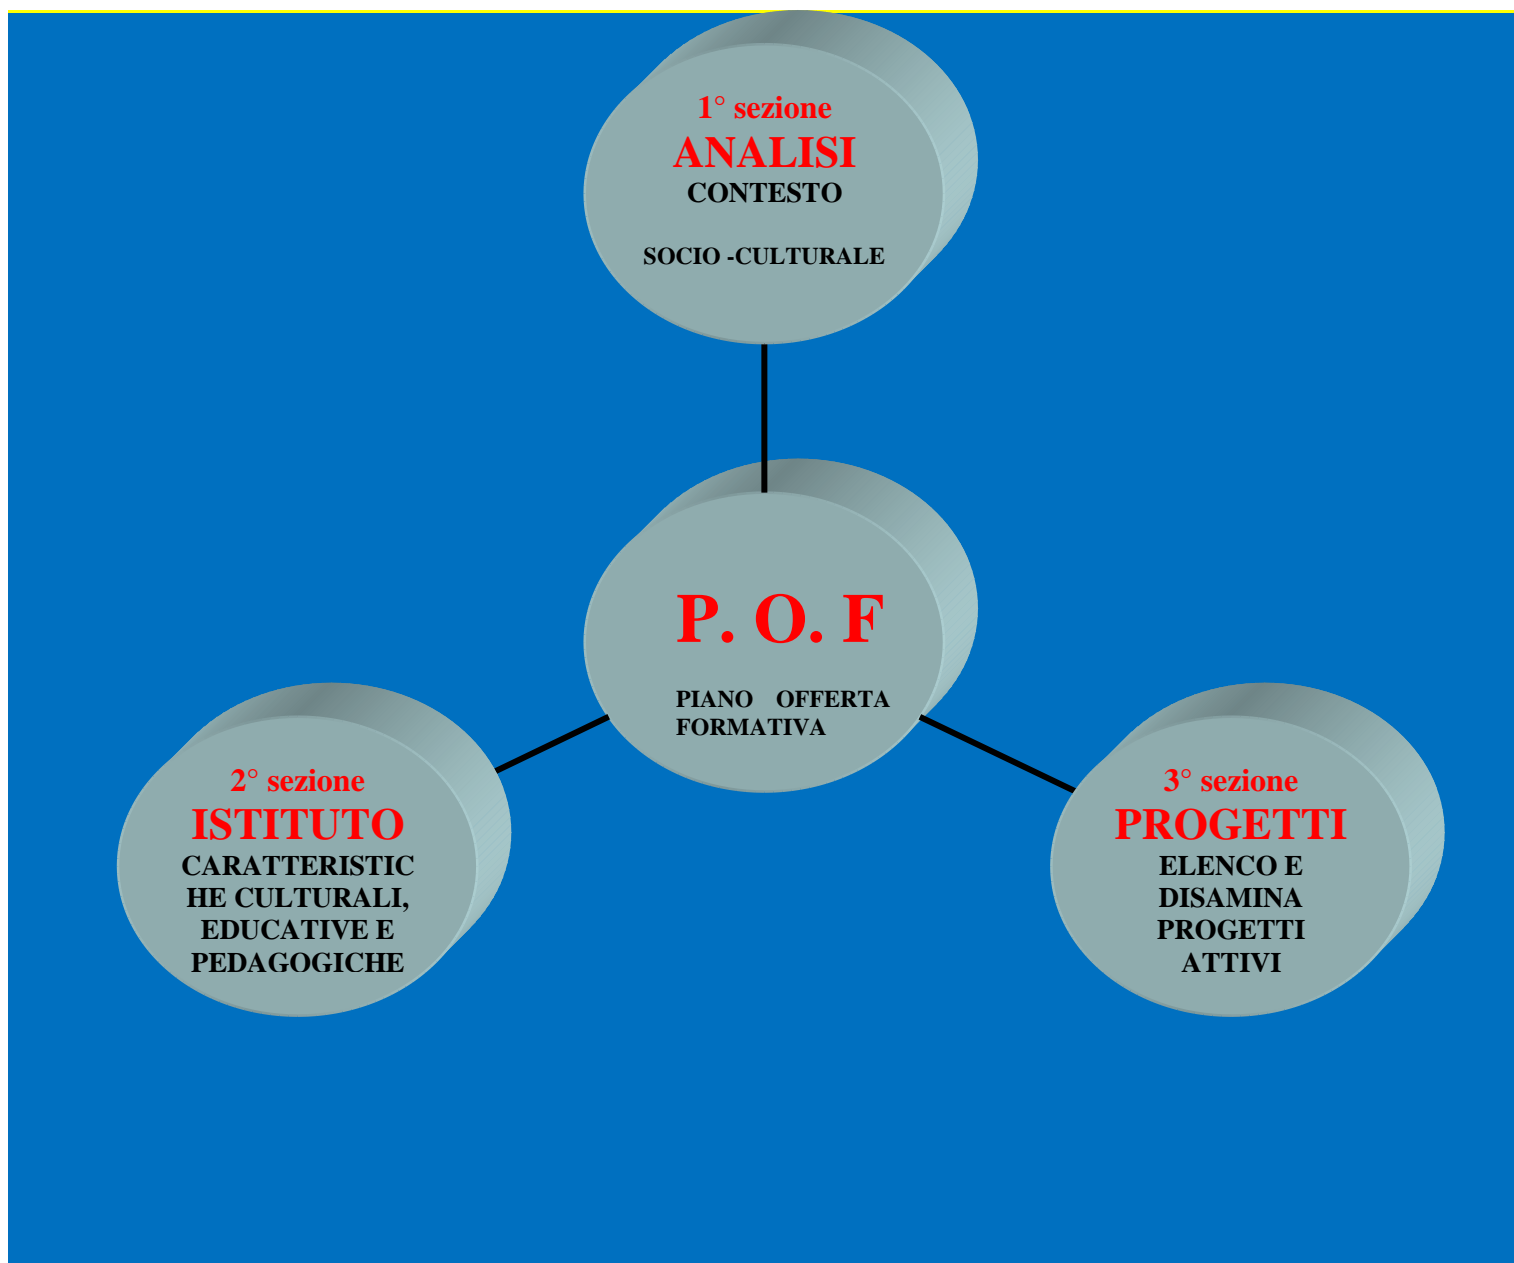 1° sezione
ANALISI
CONTESTO
SOCIO -CULTURALE
P. O. F
PIANO OFFERTA
FORMATIVA
2° sezione
ISTITUTO
CARATTERISTIC
HE CULTURALI,
EDUCATIVE E
PEDAGOGICHE
3° sezione
PROGETTI
ELENCO E
DISAMINA
PROGETTI
ATTIVI